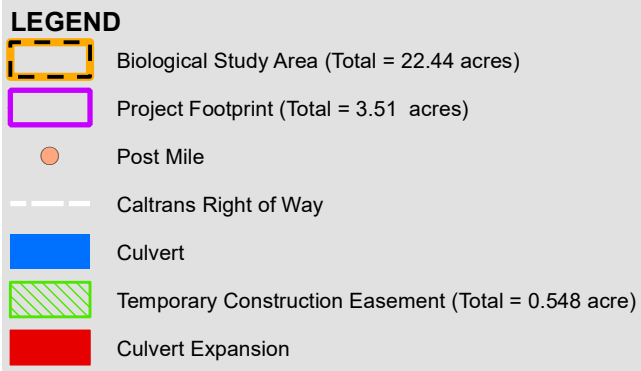 LEGEND
Biological Study Area (Total = 22.44 acres)
Project Footprint (Total = 3.51 acres)
Post Mile
Caltrans Right of Way
Culvert
Temporary Construction Easement (Total = 0.548 acre)
Culvert Expansion